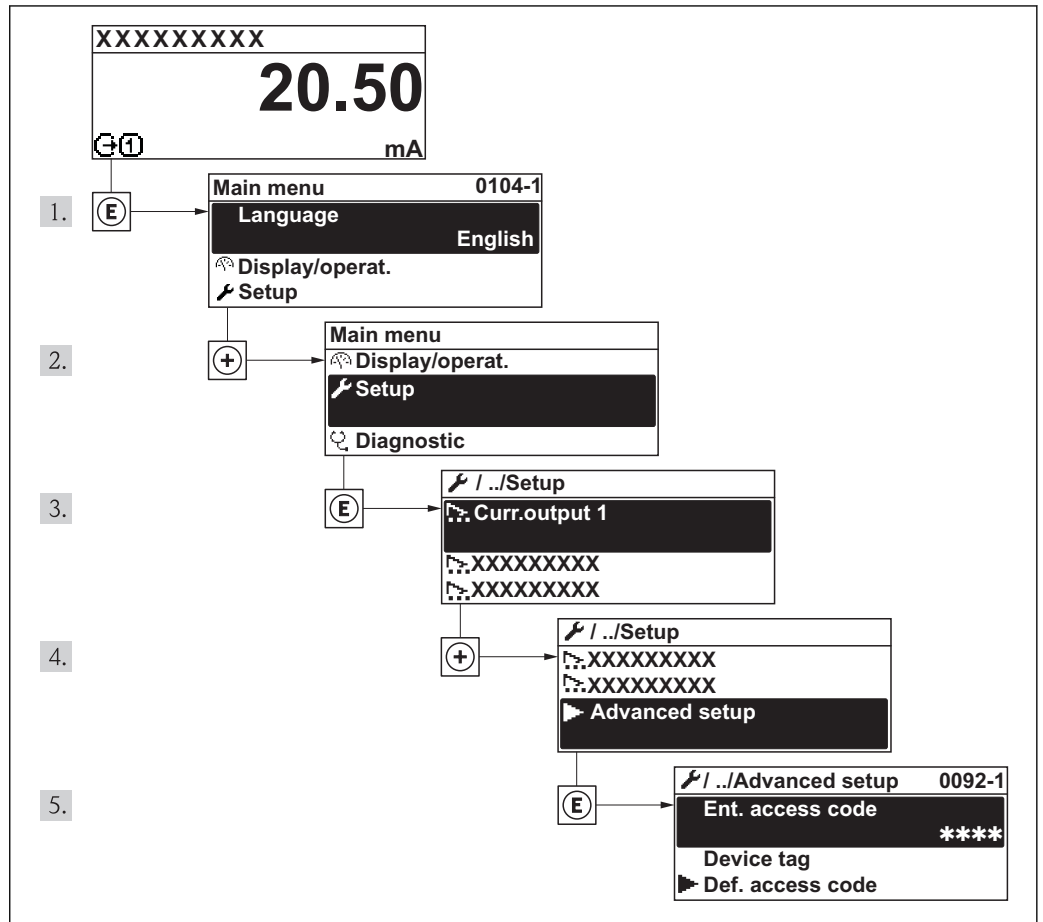 XXXXXXXXX
20.50
1
mA
1.
E
Main menu 0104-1
Language
English
Display/operat.
Setup
2.
+
Main menu
Display/operat.
Setup
Diagnostic
3.
E
/ ../Setup
Curr.output 1
XXXXXXXXX
XXXXXXXXX
4.
+
/ ../Setup
XXXXXXXXX
XXXXXXXXX
Advanced setup
5.
E
/ ../Advanced setup 0092-1
Ent. access code
****
Device tag
Def. access code